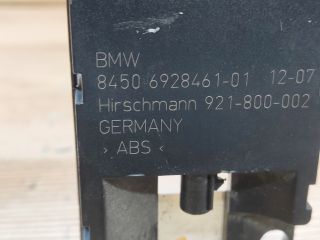 BMW
8450 6928461-01 12-07
Hirschmann 921-800-002
GERMANY
› ABS ‹